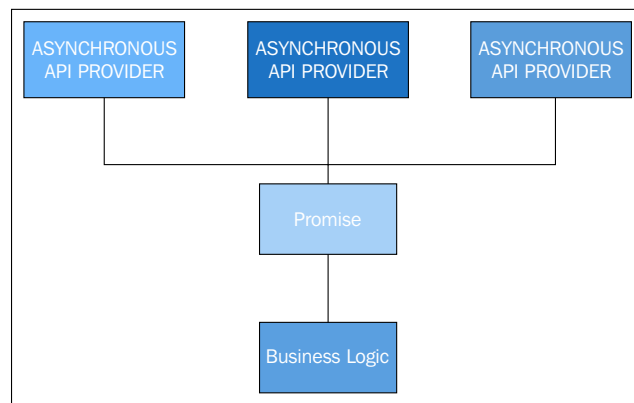 ASYNCHRONOUS
API PROVIDER
ASYNCHRONOUS
API PROVIDER
ASYNCHRONOUS
API PROVIDER
Promise
Business Logic